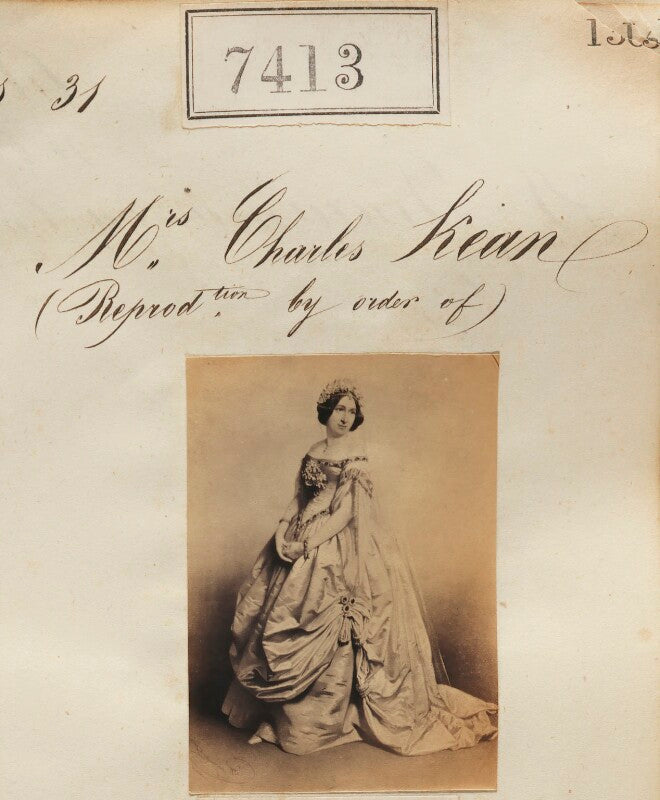 7413
31
Mrs Charles Kean
(Reprodtion by order of)